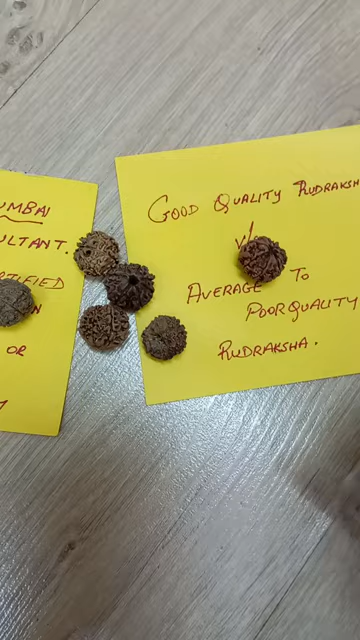 UMBAI
ULTANT.
RTIFIED
N
OR
GOOD QUALITY RUDRAKSH
V/
AVERAGE TO
POOR QUALITY
RUDRAKSHA.